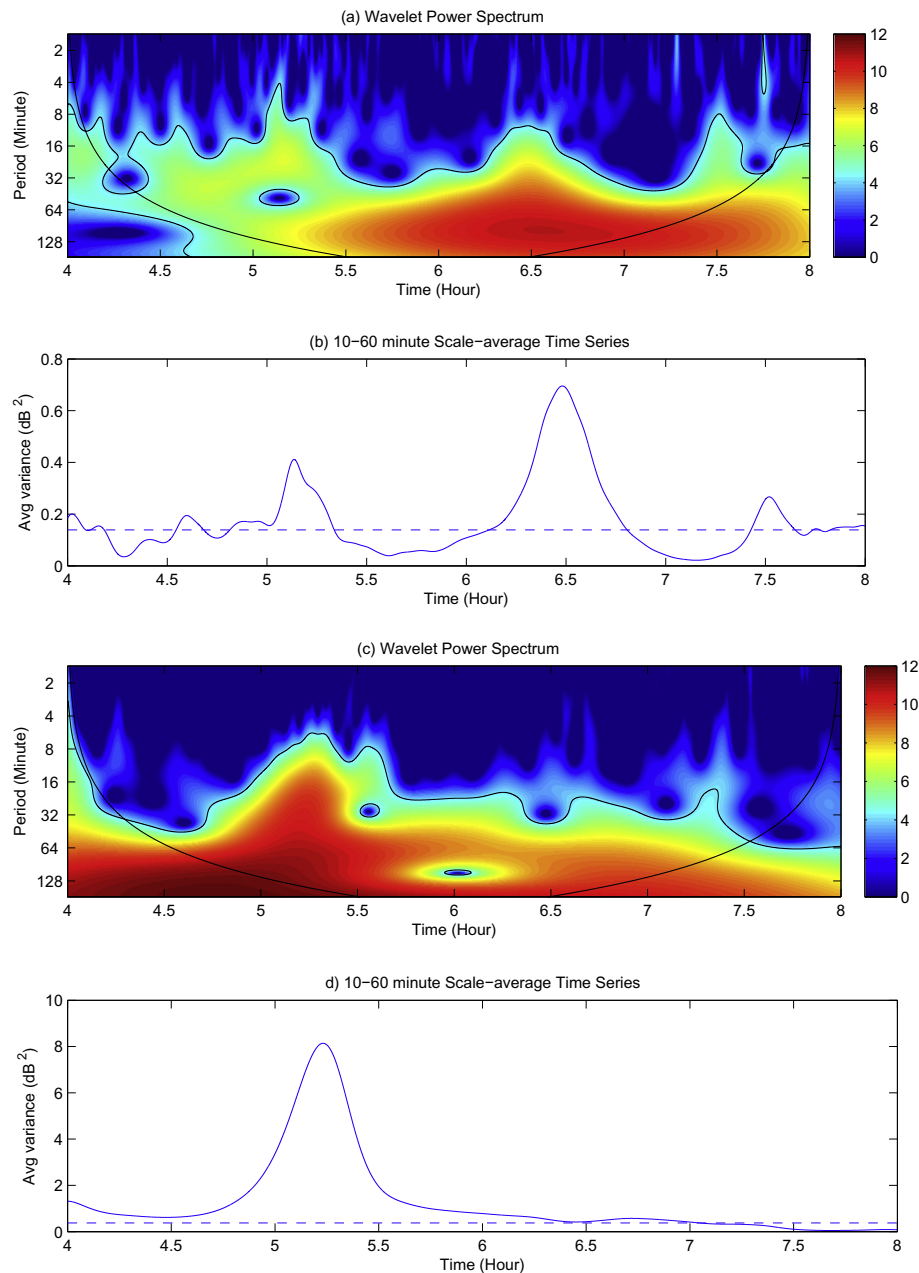 (a) Wavelet Power Spectrum
Period (Minute)
2
4
8
16
32
64
128
4 4.5 5 5.5 6 6.5 7 7.5 8
Time (Hour)
12
10
8
6
4
2
0
(b) 10−60 minute Scale−average Time Series
Avg variance (dB 2)
0.8
0.6
0.4
0.2
0
4 4.5 5 5.5 6 6.5 7 7.5 8
Time (Hour)
(c) Wavelet Power Spectrum
Period (Minute)
2
4
8
16
32
64
128
4 4.5 5 5.5 6 6.5 7 7.5 8
Time (Hour)
12
10
8
6
4
2
0
d) 10−60 minute Scale−average Time Series
Avg variance (dB 2)
10
8
6
4
2
0
4 4.5 5 5.5 6 6.5 7 7.5 8
Time (Hour)